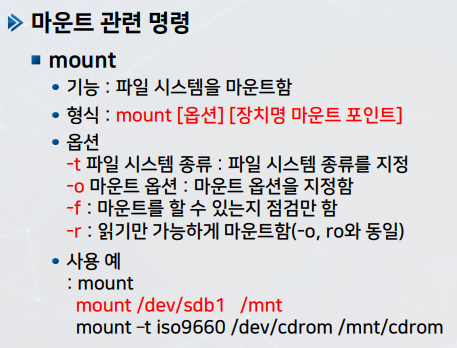 마운트 관련 명령
mount
기능 : 파일 시스템을 마운트함
형식 : mount [옵션] [장치명 마운트 포인트]
옵션
-t 파일 시스템 종류 : 파일 시스템 종류를 지정
-o 마운트 옵션 : 마운트 옵션을 지정함
-f : 마운트를 할 수 있는지 점검만 함
-r : 읽기만 가능하게 마운트함(-o, ro와 동일)
사용 예
: mount
mount /dev/sdb1 /mnt
mount –t iso9660 /dev/cdrom /mnt/cdrom